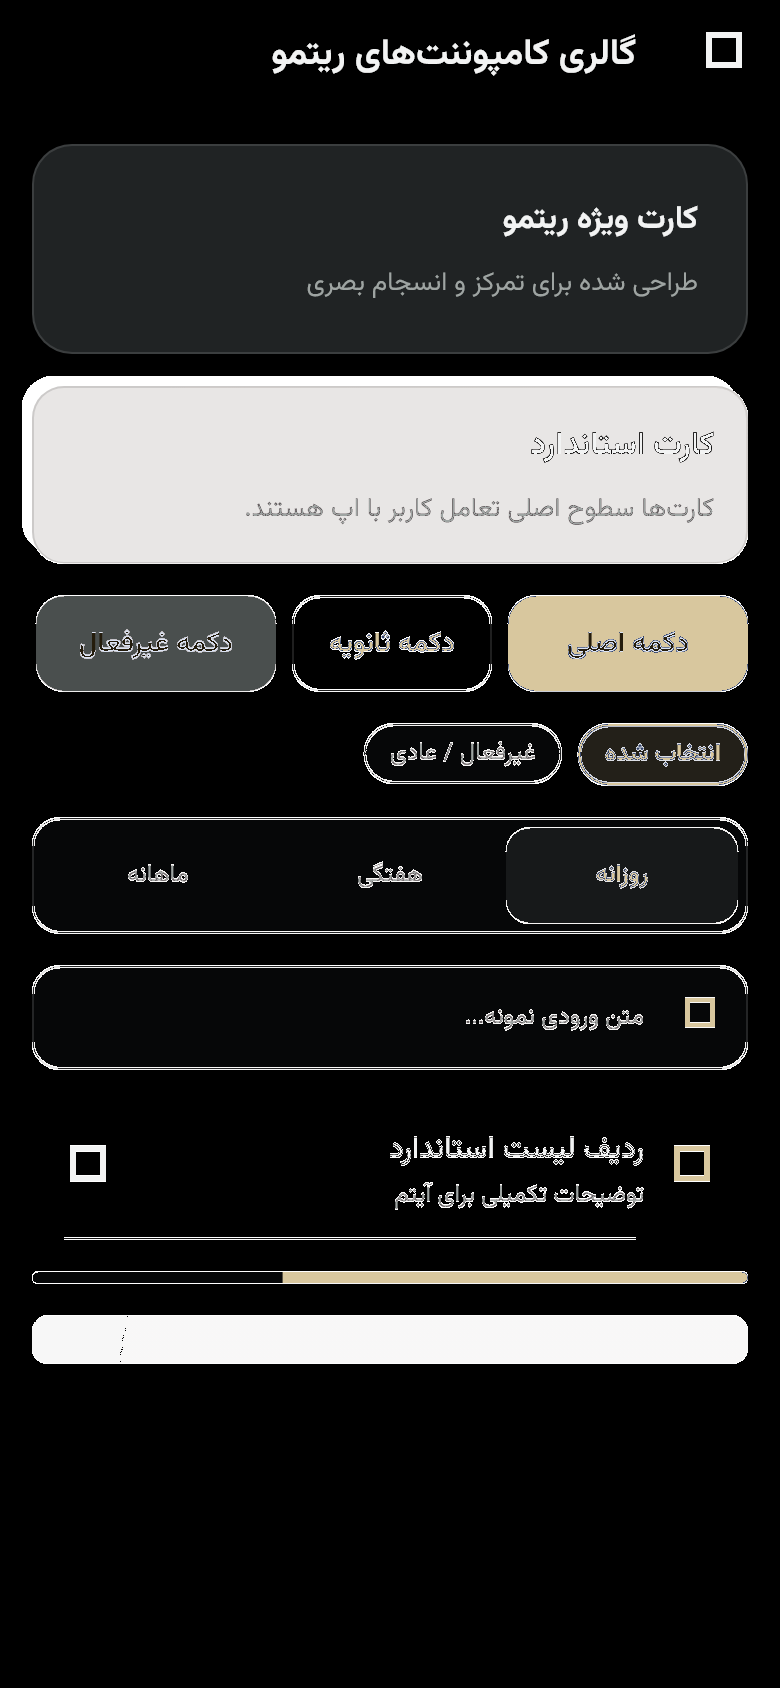 گالری کامپوننت‌های ریتمو
کارت ویژه ریتمو
طراحی شده برای تمرکز و انسجام بصری
کارت استاندارد
کارت‌ها سطوح اصلی تعامل کاربر با اپ هستند.
دکمه اصلی
دکمه ثانویه
دکمه غیرفعال
انتخاب شده
غیرفعال / عادی
روزانه
هفتگی
ماهانه
متن ورودی نمونه...
ردیف لیست استاندارد
توضیحات تکمیلی برای آیتم